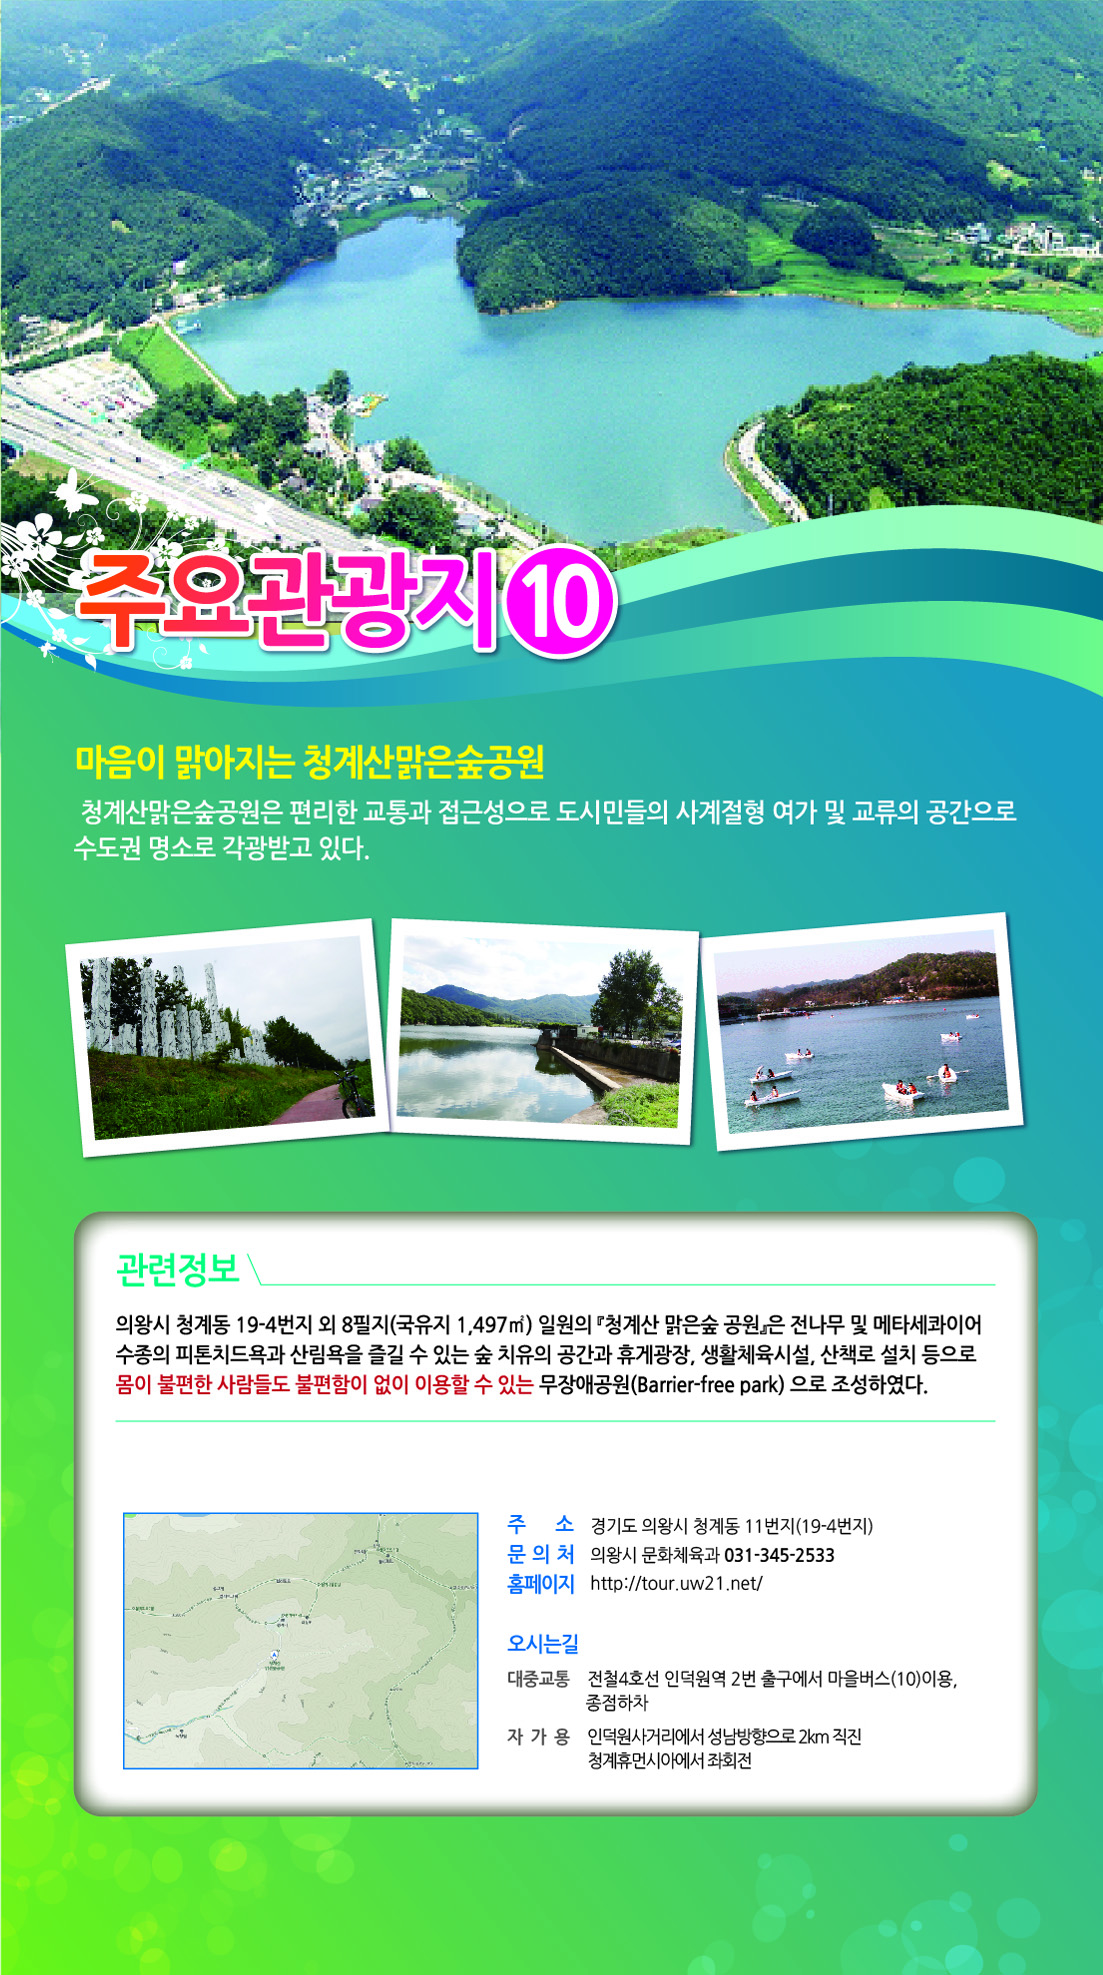 주요관광지 10
마음이 맑아지는 청계산맑은숲공원
청계산맑은숲공원은 편리한 교통과 접근성으로 도시민들의 사계절형 여가 및 교류의 공간으로
수도권 명소로 각광받고 있다.
관련정보
의왕시 청계동 19-4번지 외 8필지(국유지 1,497㎡) 일원의 『청계산 맑은숲 공원』은 전나무 및 메타세콰이어
수종의 피톤치드욕과 산림욕을 즐길 수 있는 숲 치유의 공간과 휴게광장, 생활체육시설, 산책로 설치 등으로
몸이 불편한 사람들도 불편함이 없이 이용할 수 있는 무장애공원(Barrier-free park) 으로 조성하였다.
주 소 경기도 의왕시 청계동 11번지(19-4번지)
문 의 처 의왕시 문화체육과 031-345-2533
홈페이지 http://tour.uw21.net/
오시는길
대중교통 전철4호선 인덕원역 2번 출구에서 마을버스(10)이용,
종점하차
자 가 용 인덕원사거리에서 성남방향으로 2km 직진
청계휴먼시아에서 좌회전